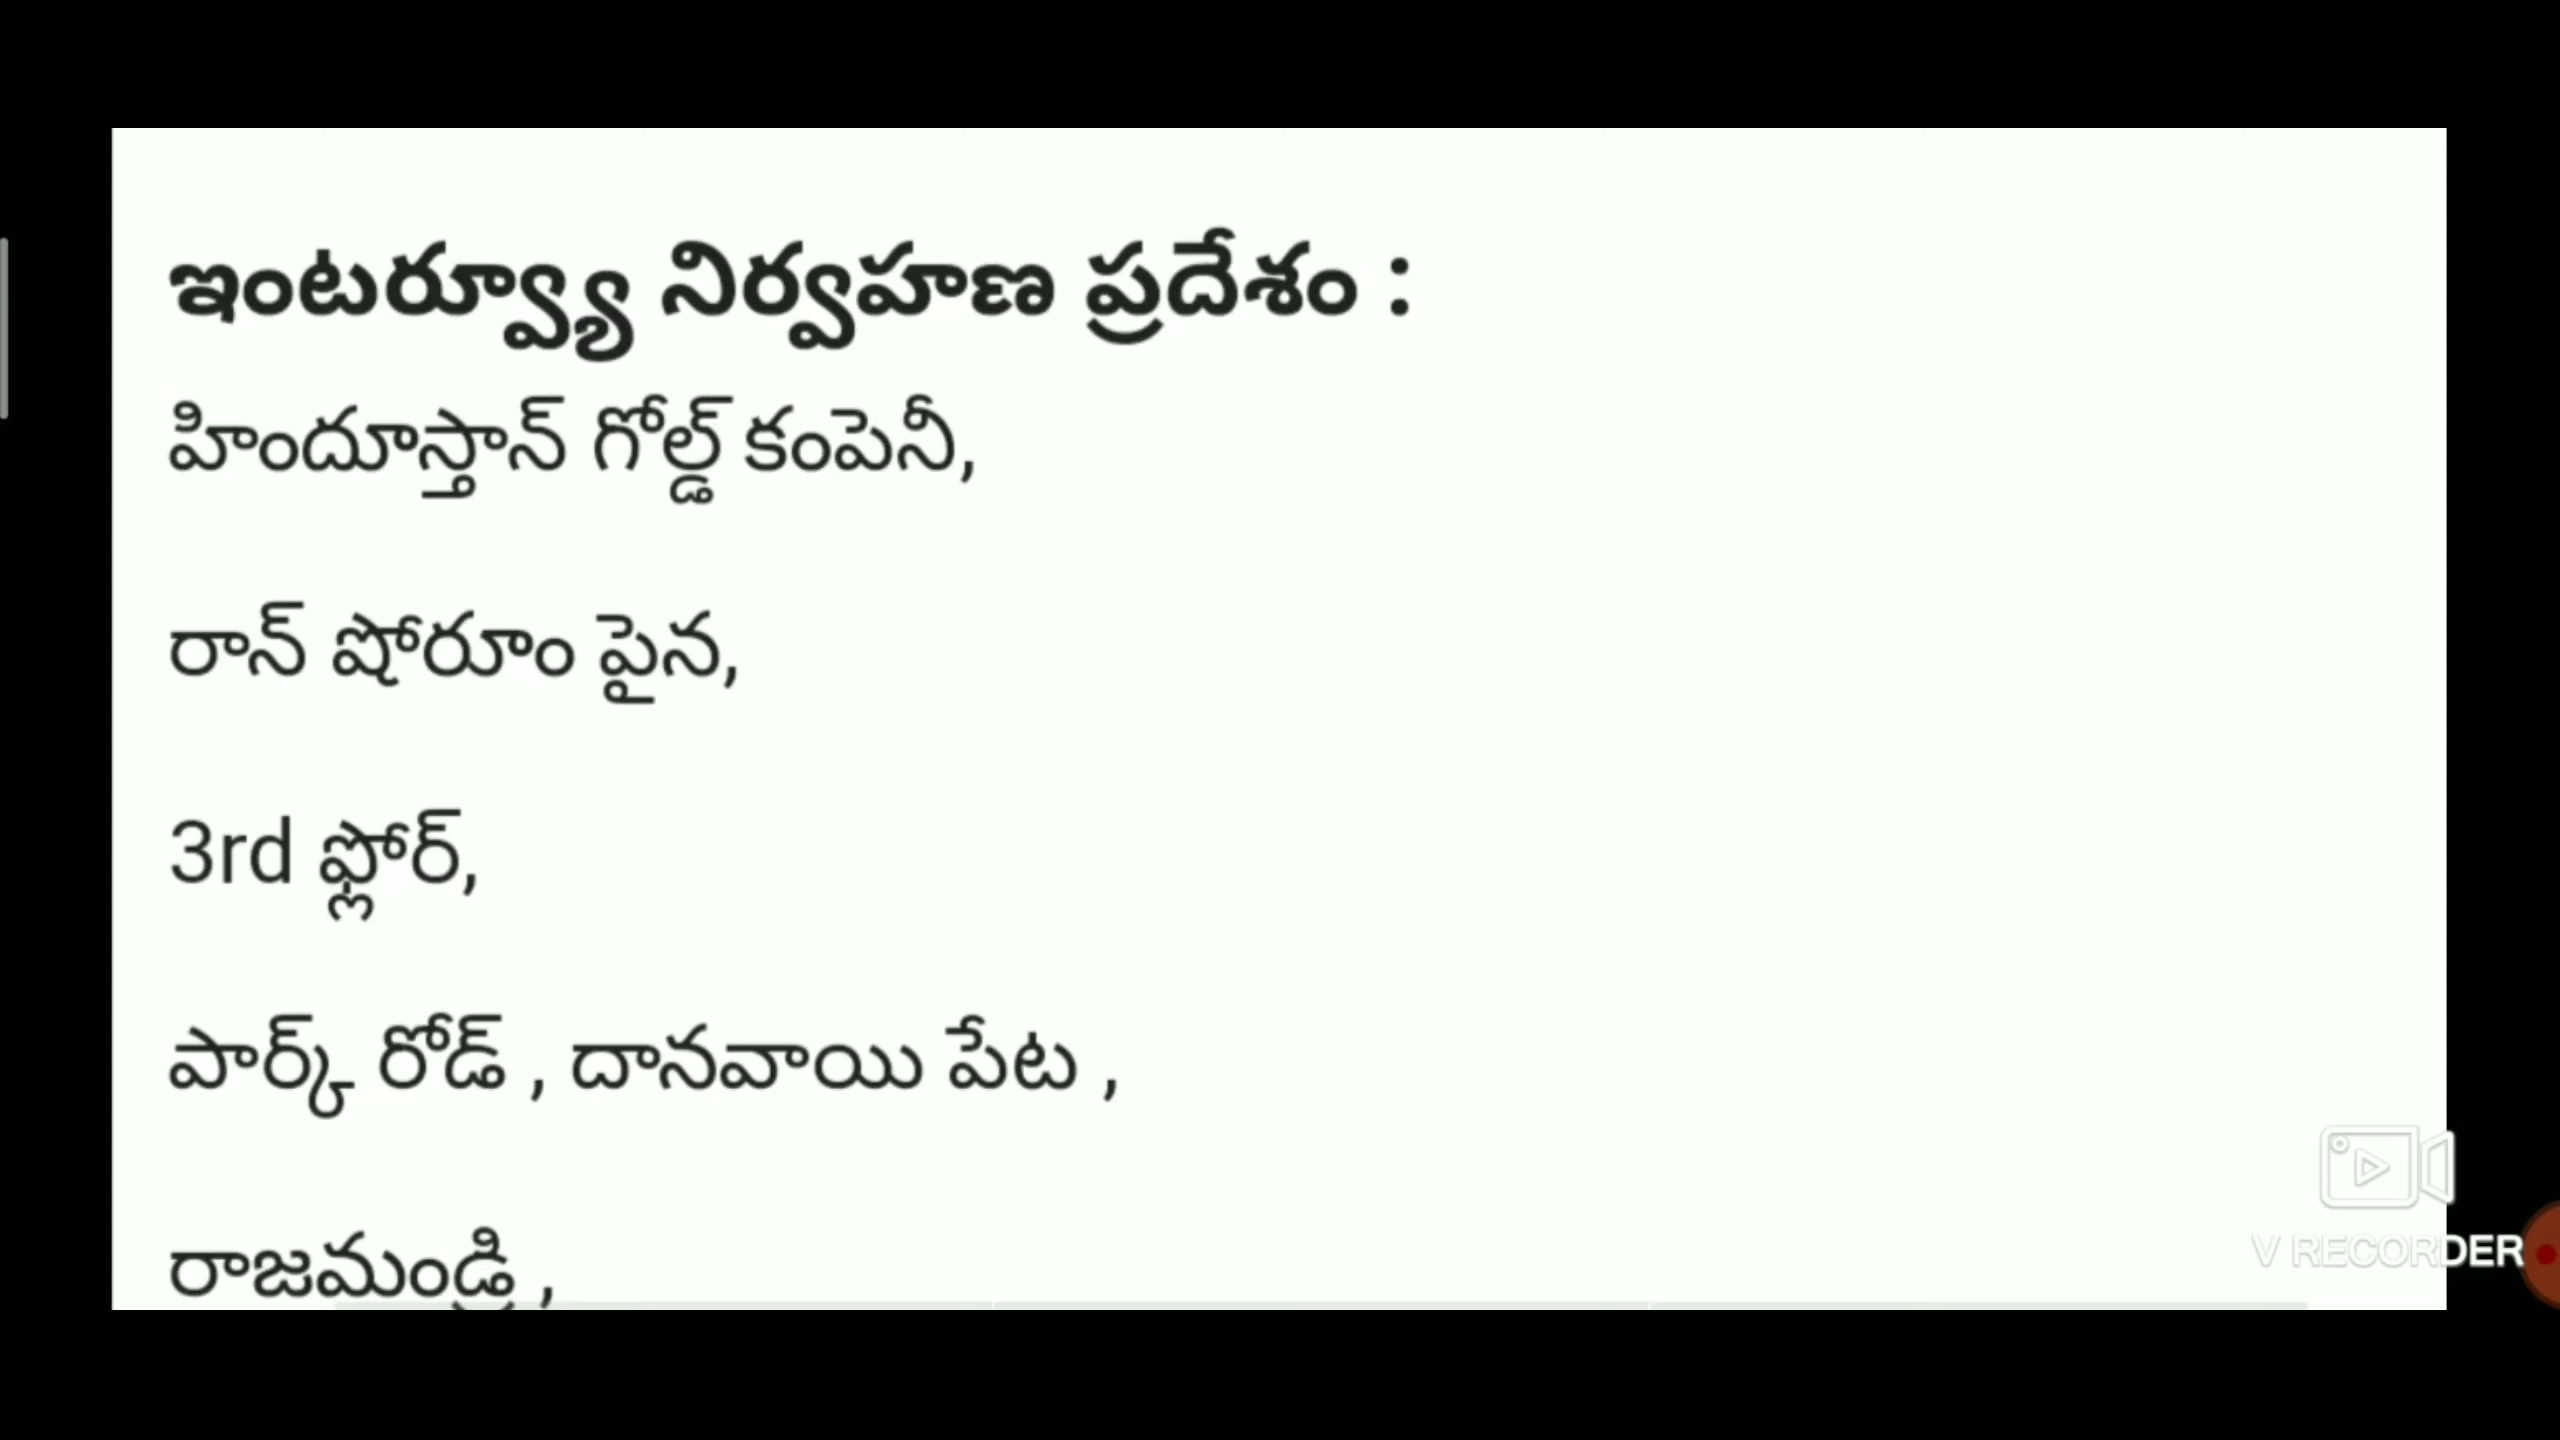 ఇంటర్వ్యూ నిర్వహణ ప్రదేశం :
హిందూస్తాన్ గోల్డ్ కంపెనీ,
రాన్ షోరూం పైన,
3rd ఫ్లోర్,
పార్క్ రోడ్ , దానవాయి పేట ,
రాజమండ్రి ,
V RECORDER